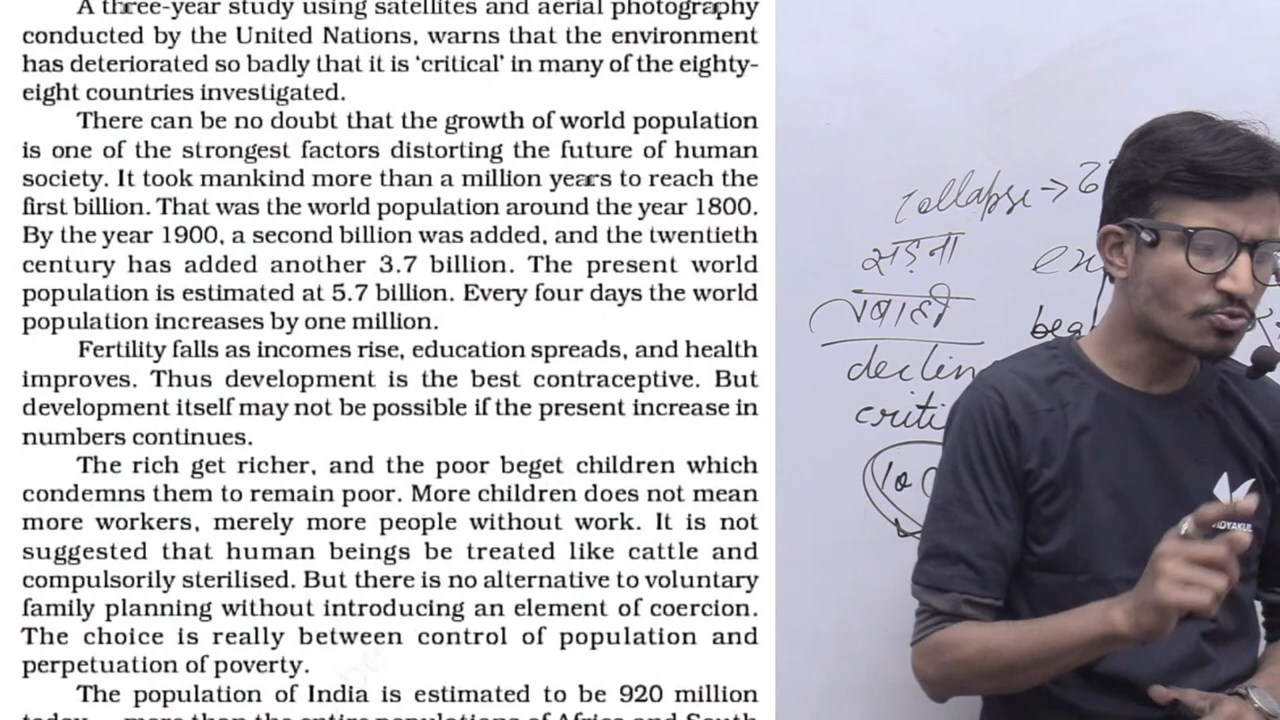 A three-year study using satellites and aerial photography
conducted by the United Nations, warns that the environment
has deteriorated so badly that it is ‘critical’ in many of the eighty-
eight countries investigated.
There can be no doubt that the growth of world population
is one of the strongest factors distorting the future of human
society. It took mankind more than a million years to reach the
first billion. That was the world population around the year 1800.
By the year 1900, a second billion was added, and the twentieth
century has added another 3.7 billion. The present world
population is estimated at 5.7 billion. Every four days the world
population increases by one million.
Fertility falls as incomes rise, education spreads, and health
improves. Thus development is the best contraceptive. But
development itself may not be possible if the present increase in
numbers continues.
The rich get richer, and the poor beget children which
condemns them to remain poor. More children does not mean
more workers, merely more people without work. It is not
suggested that human beings be treated like cattle and
compulsorily sterilised. But there is no alternative to voluntary
family planning without introducing an element of coercion.
The choice is really between control of population and
perpetuation of poverty.
The population of India is estimated to be 920 million
today — more than the entire populations of Africa and South
collapse →
सड़ना
तबाही
declin
criti